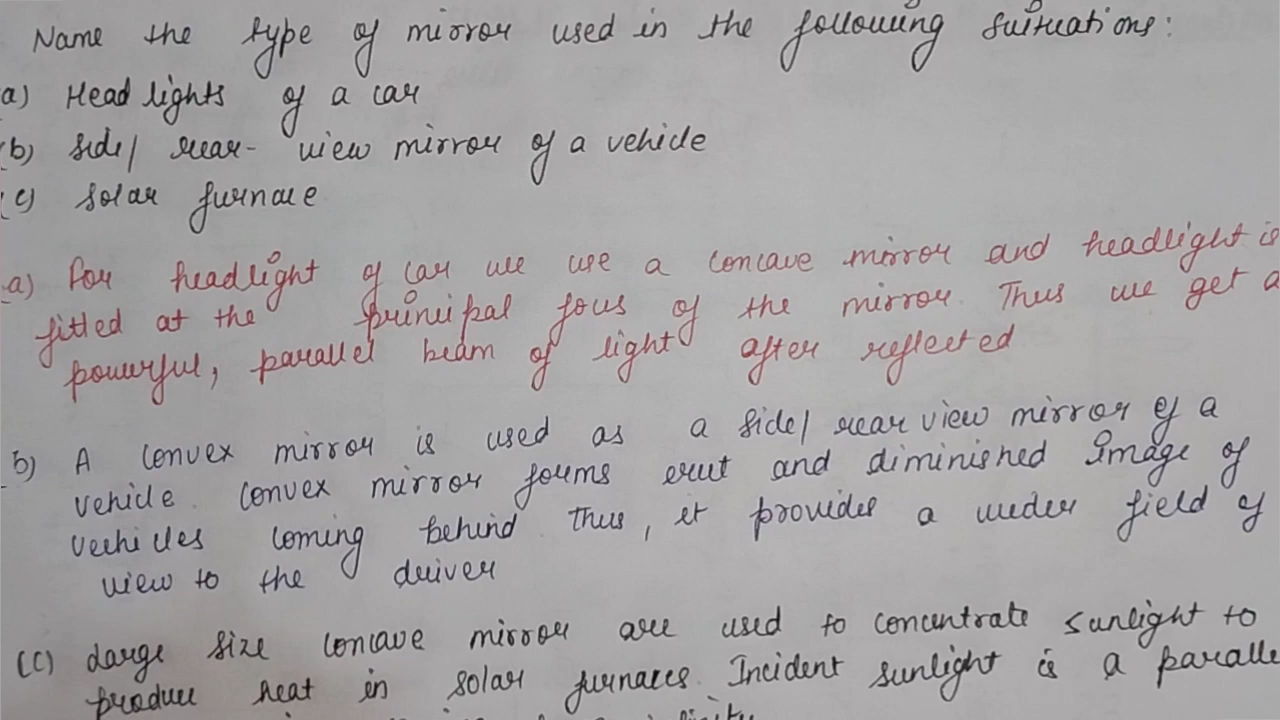 Name the type of mirror used in the following suituations:
a) Head lights of a car
(b) side/ rear- view mirror of a vehicle
(c) solar furnace
a) For headlight of car we use a concave mirror and headlight is
fitted at the principal focus of the mirror. Thus we get a
powerful, parallel beam of light after reflected
b) A convex mirror is used as a side/ rear view mirror of a
vehicle. Convex mirror forms erect and diminished image of
vechicles coming behind Thus, it provides a wider field of
view to the driver
(c) Large size concave mirror are used to concentrate sunlight to
produce heat in solar furnaces. Incident sunlight is a paralle